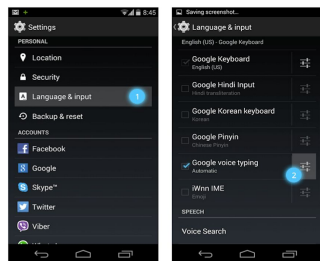 8:45
Settings
PERSONAL
Location
Security
Language & input
1
Backup & reset
ACCOUNTS
Facebook
Google
Skype™
Twitter
Viber
Saving screenshot...
Language & input
English (US) - Google Keyboard
Google Keyboard
English (US)
Google Hindi Input
Hindi transliteration
Google Korean keyboard
Korean
Google Pinyin
Chinese Pinyin
Google voice typing
Automatic
2
iWnn IME
Emoji
SPEECH
Voice Search